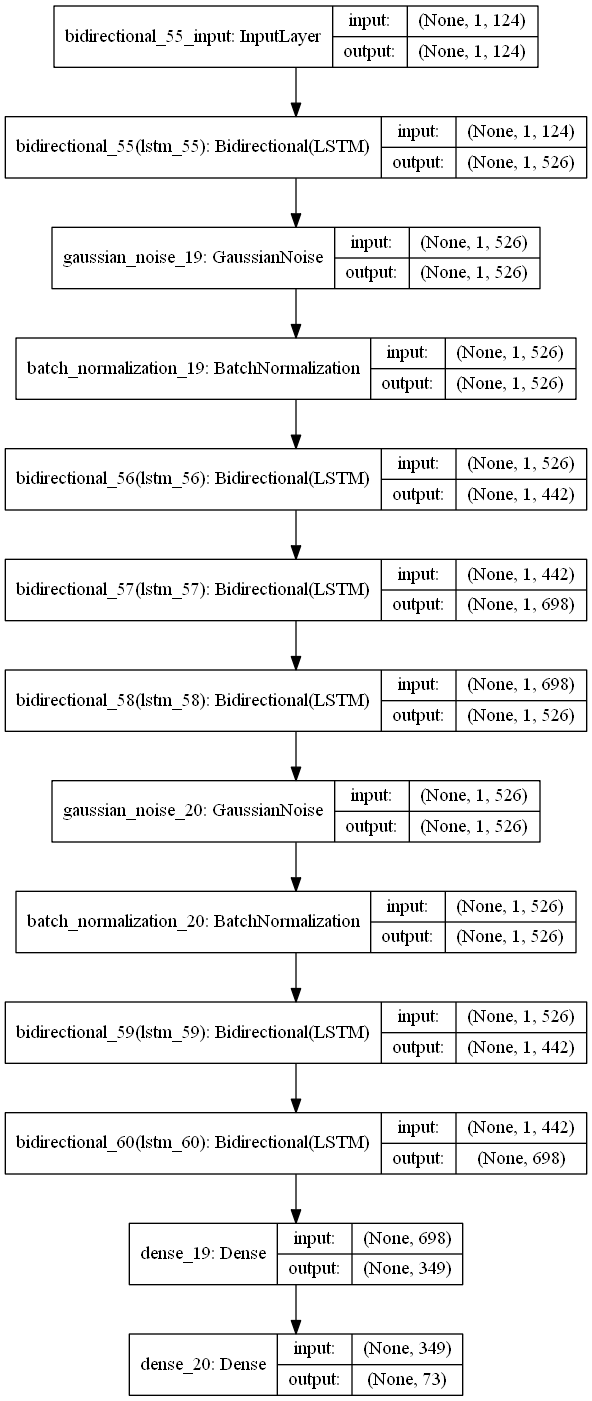 bidirectional_55_input: InputLayer
input: (None, 1, 124)
output: (None, 1, 124)
bidirectional_55(lstm_55): Bidirectional(LSTM)
input: (None, 1, 124)
output: (None, 1, 526)
gaussian_noise_19: GaussianNoise
input: (None, 1, 526)
output: (None, 1, 526)
batch_normalization_19: BatchNormalization
input: (None, 1, 526)
output: (None, 1, 526)
bidirectional_56(lstm_56): Bidirectional(LSTM)
input: (None, 1, 526)
output: (None, 1, 442)
bidirectional_57(lstm_57): Bidirectional(LSTM)
input: (None, 1, 442)
output: (None, 1, 698)
bidirectional_58(lstm_58): Bidirectional(LSTM)
input: (None, 1, 698)
output: (None, 1, 526)
gaussian_noise_20: GaussianNoise
input: (None, 1, 526)
output: (None, 1, 526)
batch_normalization_20: BatchNormalization
input: (None, 1, 526)
output: (None, 1, 526)
bidirectional_59(lstm_59): Bidirectional(LSTM)
input: (None, 1, 526)
output: (None, 1, 442)
bidirectional_60(lstm_60): Bidirectional(LSTM)
input: (None, 1, 442)
output: (None, 698)
dense_19: Dense
input: (None, 698)
output: (None, 349)
dense_20: Dense
input: (None, 349)
output: (None, 73)